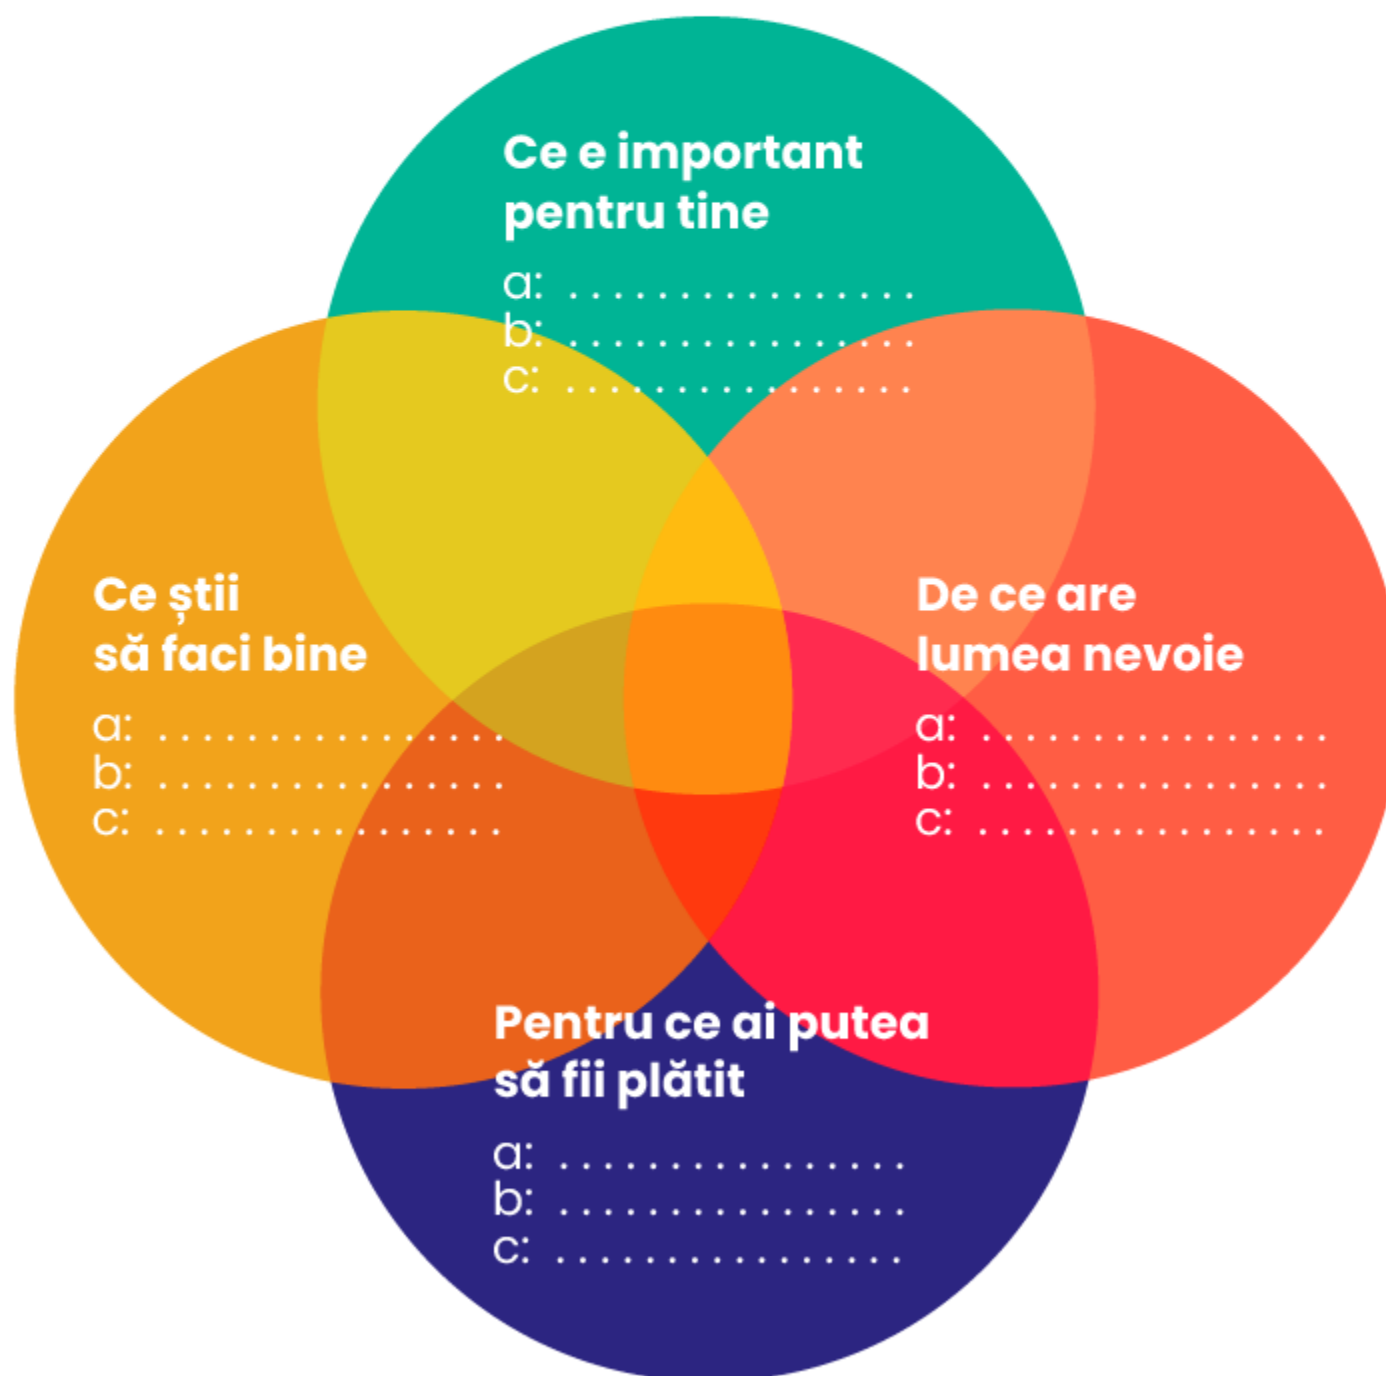 Ce e important
pentru tine
a: . . . . . . . . . . . . . . . .
b: . . . . . . . . . . . . . . . .
c: . . . . . . . . . . . . . . . .
Ce știi
să faci bine
a: . . . . . . . . . . . . . . . .
b: . . . . . . . . . . . . . . . .
c: . . . . . . . . . . . . . . . .
De ce are
lumea nevoie
a: . . . . . . . . . . . . . . . .
b: . . . . . . . . . . . . . . . .
c: . . . . . . . . . . . . . . . .
Pentru ce ai putea
să fii plătit
a: . . . . . . . . . . . . . . . .
b: . . . . . . . . . . . . . . . .
c: . . . . . . . . . . . . . . . .